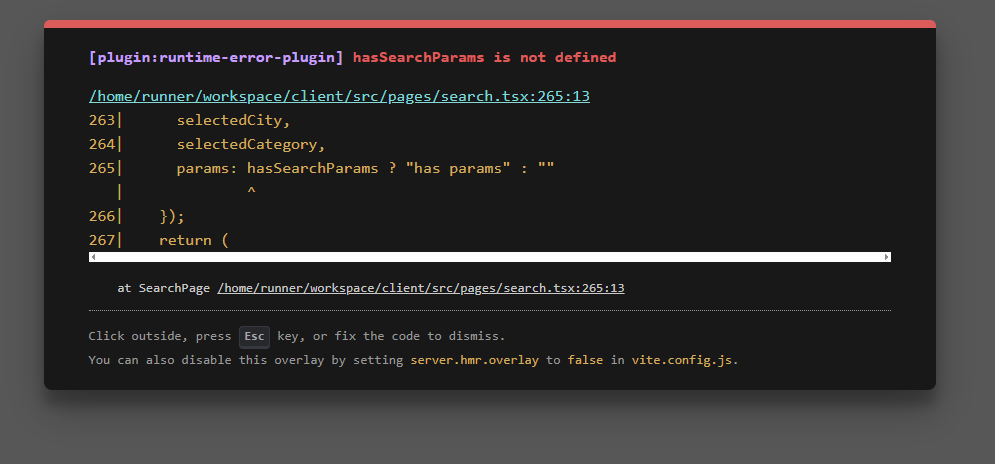 [plugin:runtime-error-plugin] hasSearchParams is not defined
/home/runner/workspace/client/src/pages/search.tsx:265:13
263|      selectedCity,
264|      selectedCategory,
265|      params: hasSearchParams ? "has params" : ""
   |              ^
266|    });
267|    return (
at SearchPage /home/runner/workspace/client/src/pages/search.tsx:265:13
Click outside, press Esc key, or fix the code to dismiss.
You can also disable this overlay by setting server.hmr.overlay to false in vite.config.js.